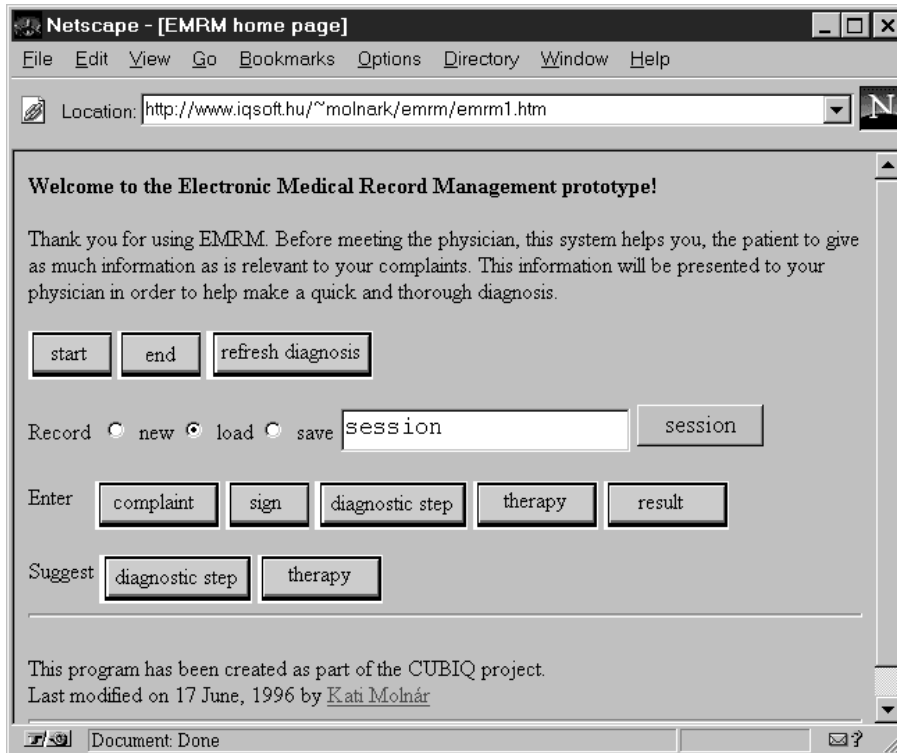 Netscape - [EMRM home page]
File Edit View Go Bookmarks Options Directory Window Help
Location: http://www.iqsoft.hu/~molnark/emrm/emrm1.htm
N
Welcome to the Electronic Medical Record Management prototype!
Thank you for using EMRM. Before meeting the physician, this system helps you, the patient to give
as much information as is relevant to your complaints. This information will be presented to your
physician in order to help make a quick and thorough diagnosis.
start end refresh diagnosis
Record new load save session session
Enter complaint sign diagnostic step therapy result
Suggest diagnostic step therapy
This program has been created as part of the CUBIQ project.
Last modified on 17 June, 1996 by Kati Molnár
Document: Done ?